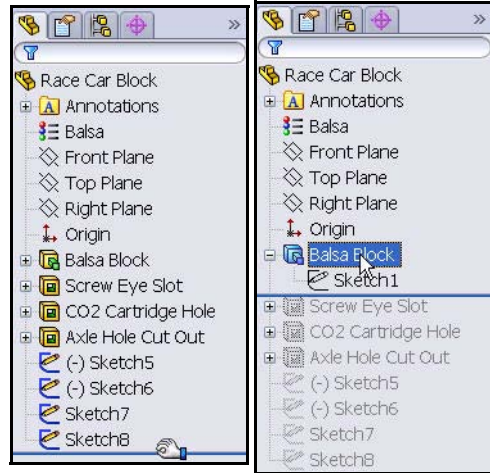 Race Car Block
Annotations
Balsa
Front Plane
Top Plane
Right Plane
Origin
Balsa Block
Screw Eye Slot
CO2 Cartridge Hole
Axle Hole Cut Out
(-) Sketch5
(-) Sketch6
Sketch7
Sketch8
Race Car Block
Annotations
Balsa
Front Plane
Top Plane
Right Plane
Origin
Balsa Block
Sketch1
Screw Eye Slot
CO2 Cartridge Hole
Axle Hole Cut Out
(-) Sketch5
(-) Sketch6
Sketch7
Sketch8